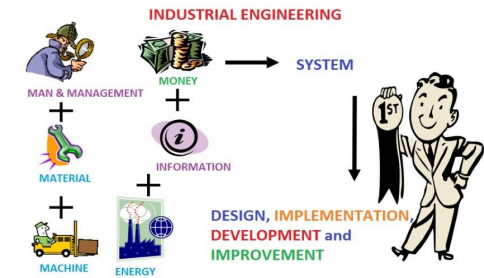 INDUSTRIAL ENGINEERING
MAN & MANAGEMENT
MONEY
SYSTEM
1ST
MATERIAL
INFORMATION
MACHINE
ENERGY
DESIGN, IMPLEMENTATION,
DEVELOPMENT and
IMPROVEMENT